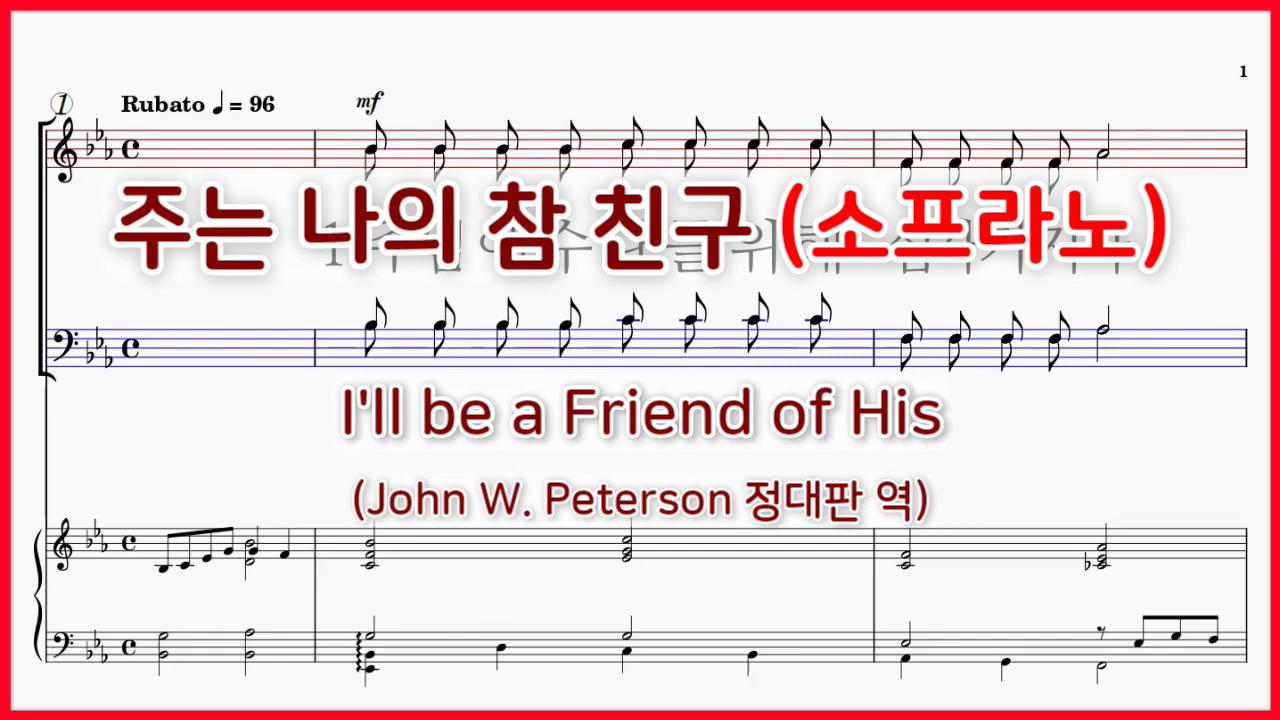 1
1 Rubato ♩ = 96 mf
주는 나의 참 친구 (소프라노)
I'll be a Friend of His
(John W. Peterson 정대판 역)